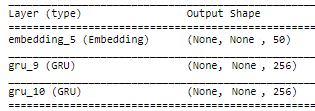 Layer (type) Output Shape
embedding_5 (Embedding) (None, None , 50)
gru_9 (GRU) (None, None , 256)
gru_10 (GRU) (None, None , 256)